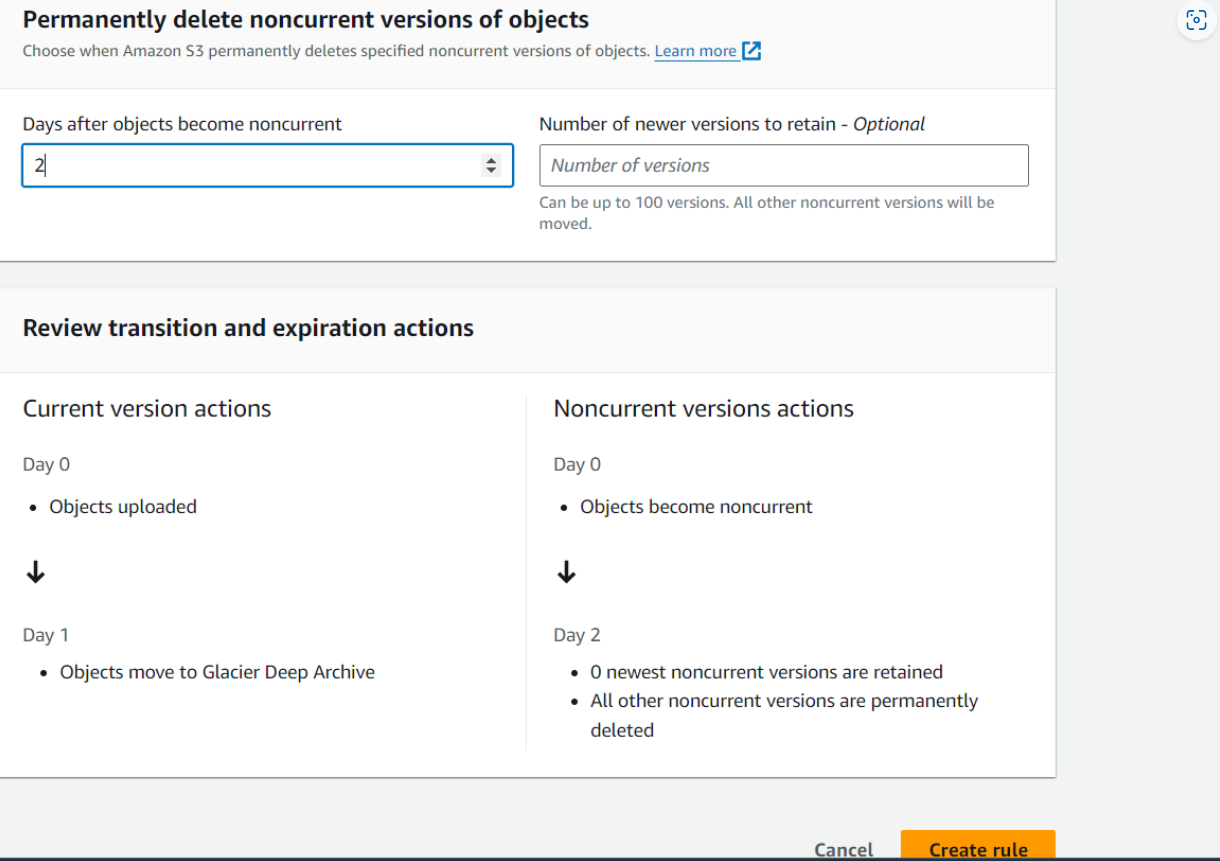 Permanently delete noncurrent versions of objects
Choose when Amazon S3 permanently deletes specified noncurrent versions of objects. Learn more
Days after objects become noncurrent
2
Number of newer versions to retain - Optional
Number of versions
Can be up to 100 versions. All other noncurrent versions will be
moved.
Review transition and expiration actions
Current version actions
Day 0
Objects uploaded
Day 1
Objects move to Glacier Deep Archive
Noncurrent versions actions
Day 0
Objects become noncurrent
Day 2
0 newest noncurrent versions are retained
All other noncurrent versions are permanently
deleted
Cancel
Create rule